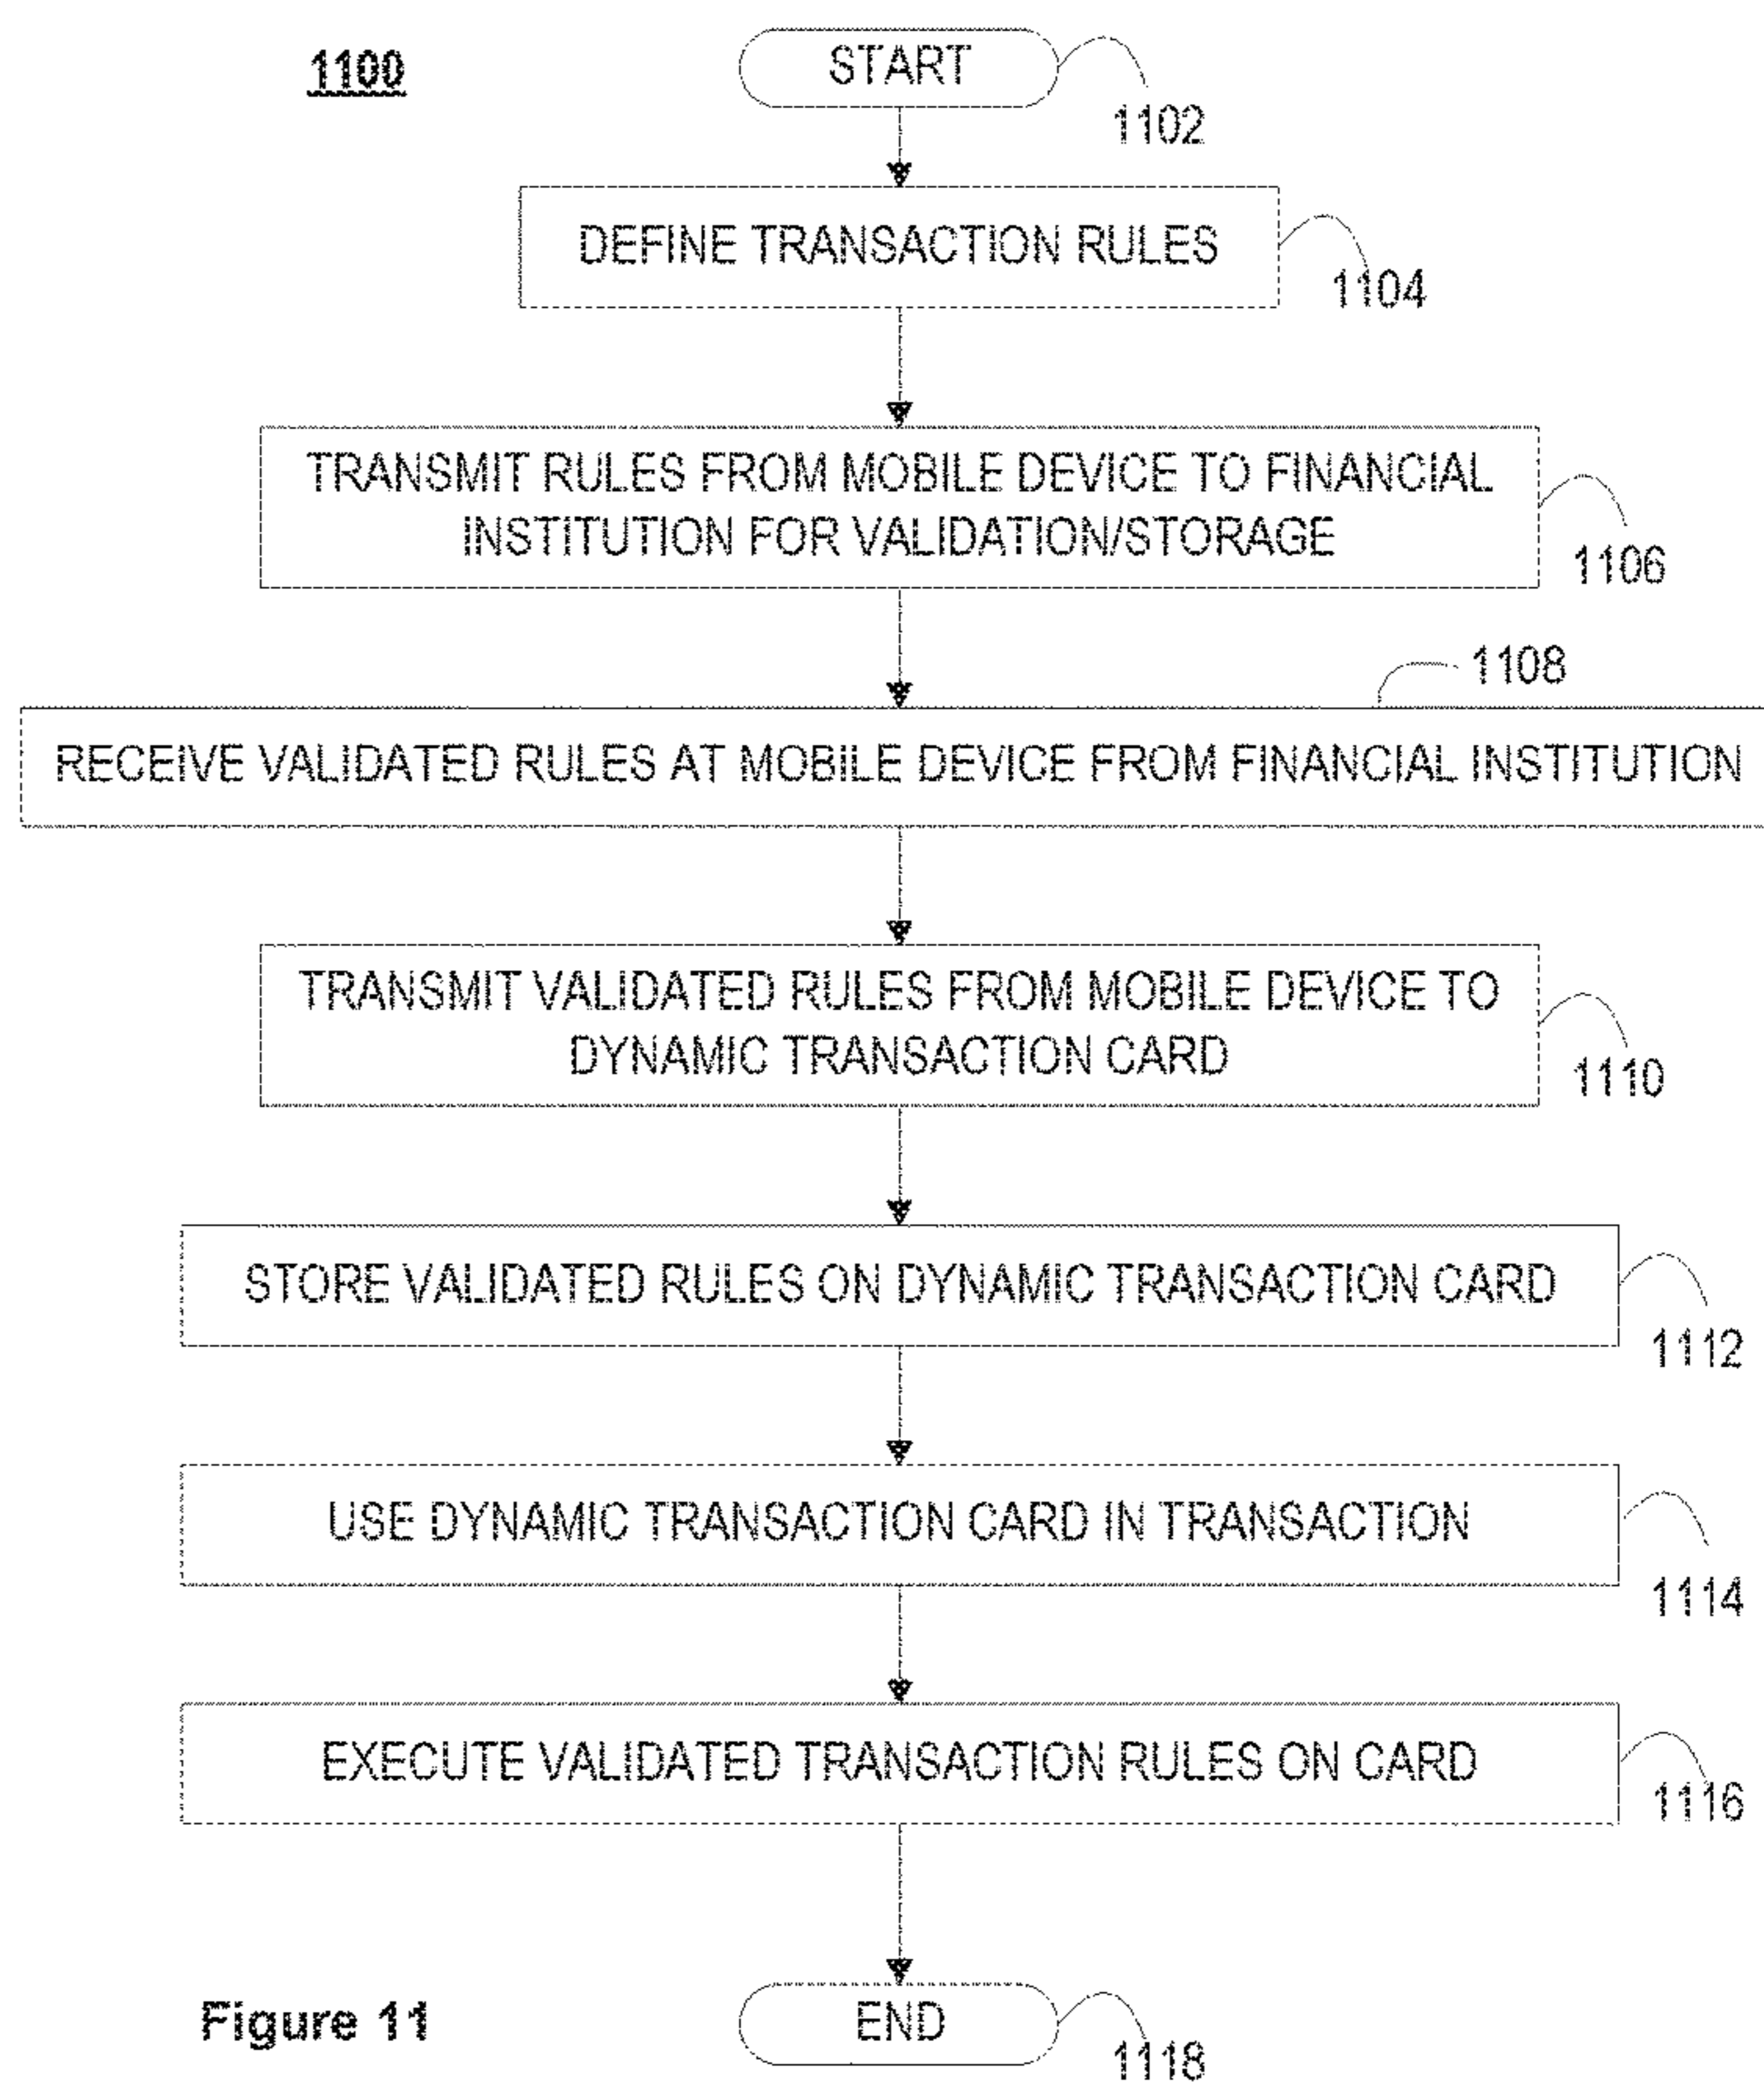 1100
START
1102
DEFINE TRANSACTION RULES
1104
TRANSMIT RULES FROM MOBILE DEVICE TO FINANCIAL
INSTITUTION FOR VALIDATION/STORAGE
1106
1108
RECEIVE VALIDATED RULES AT MOBILE DEVICE FROM FINANCIAL INSTITUTION
TRANSMIT VALIDATED RULES FROM MOBILE DEVICE TO
DYNAMIC TRANSACTION CARD
1110
STORE VALIDATED RULES ON DYNAMIC TRANSACTION CARD
1112
USE DYNAMIC TRANSACTION CARD IN TRANSACTION
1114
EXECUTE VALIDATED TRANSACTION RULES ON CARD
1116
END
1118
Figure 11